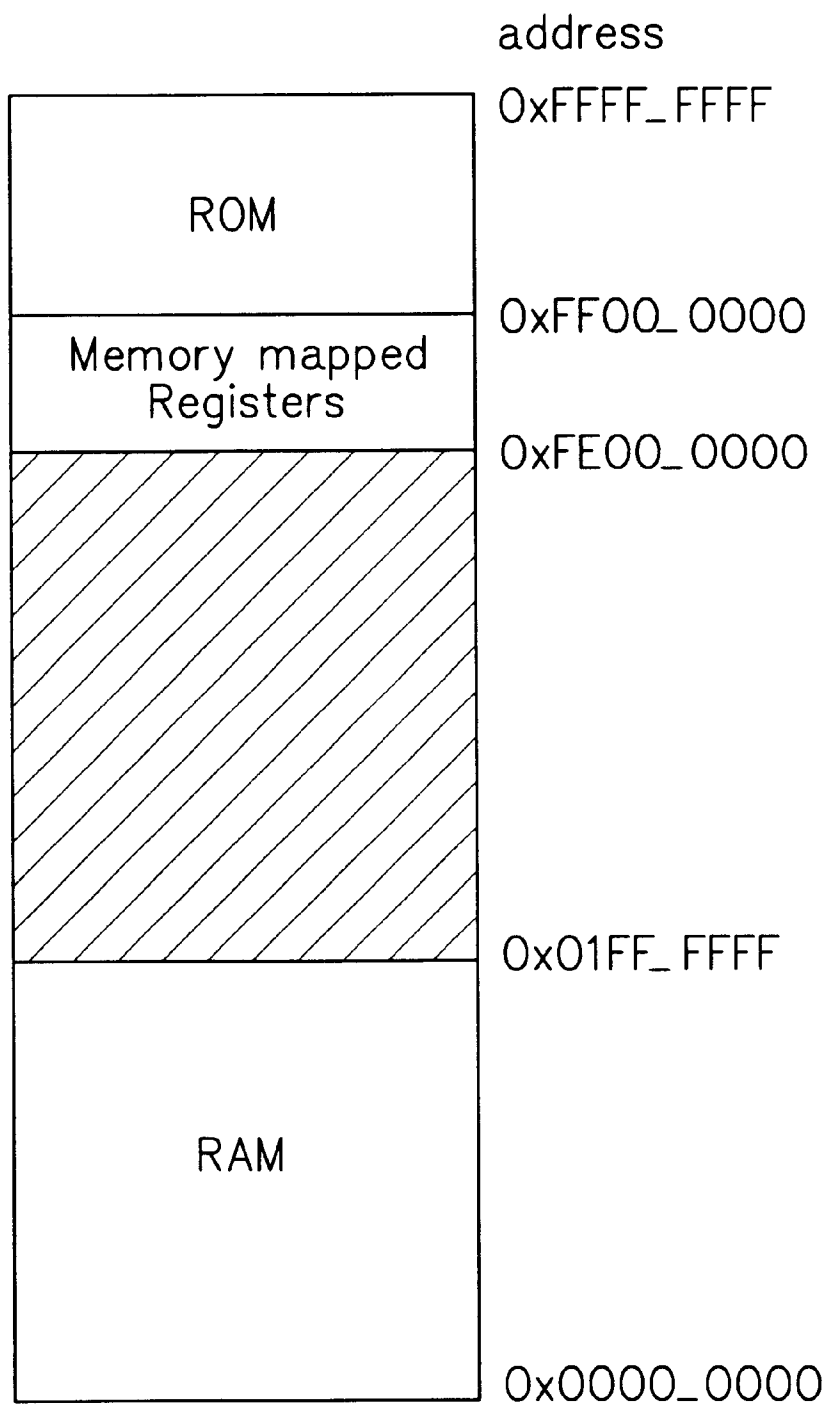 address
0xFFFF_FFFF
ROM
0xFF00_0000
Memory mapped
Registers
0xFE00_0000
0x01FF_FFFF
RAM
0x0000_0000